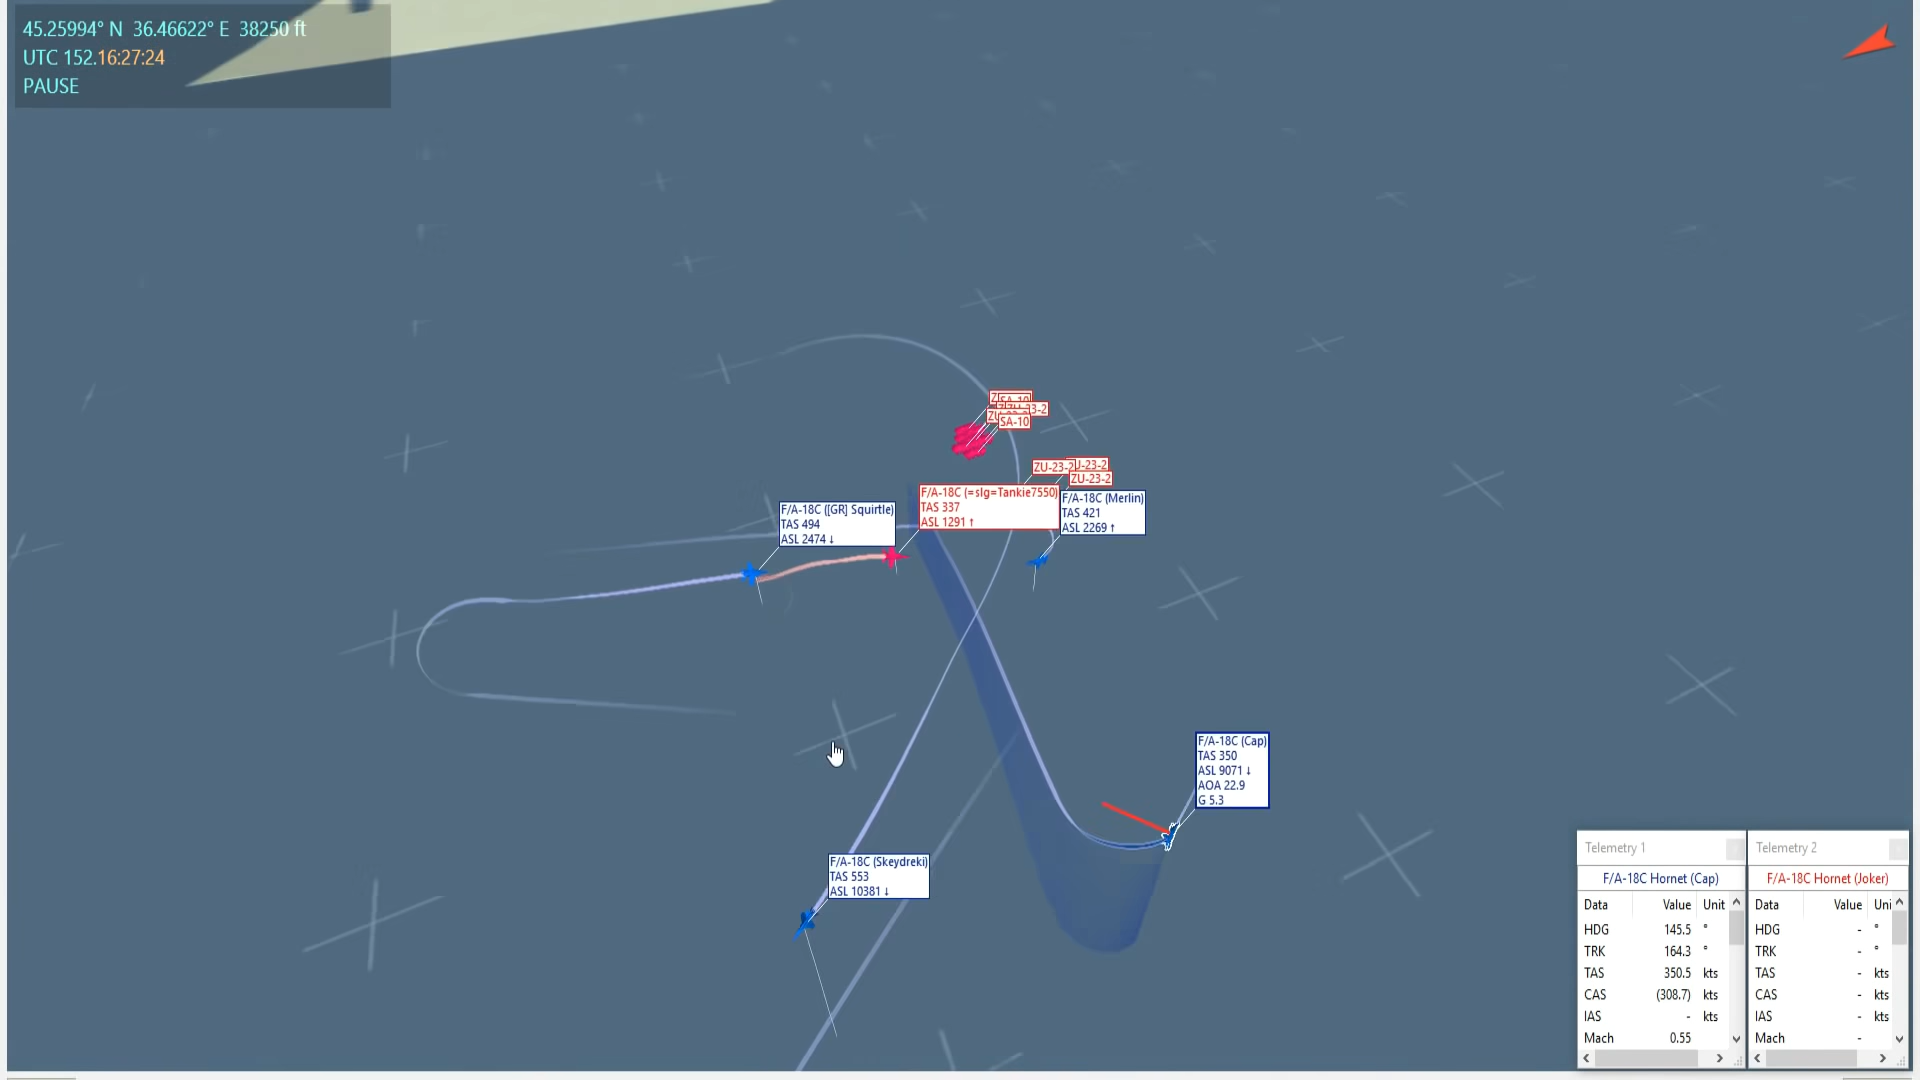 45.25994° N 36.46622° E 38250 ft
UTC 152.16:27:24
PAUSE
SA-10
SA-10
ZU-23-2
ZU-23-2
F/A-18C (=slg=Tankie7550)
TAS 337
ASL 1291 ↑
F/A-18C (Merlin)
TAS 421
ASL 2269 ↑
F/A-18C ([GR] Squirtle)
TAS 494
ASL 2474 ↓
F/A-18C (Cap)
TAS 350
ASL 9071 ↓
AOA 22.9
G 5.3
F/A-18C (Skeydreki)
TAS 553
ASL 10381 ↓
Telemetry 1
F/A-18C Hornet (Cap)
Data Value Unit
HDG 145.5 °
TRK 164.3 °
TAS 350.5 kts
CAS (308.7) kts
IAS - kts
Mach 0.55
Telemetry 2
F/A-18C Hornet (Joker)
Data Value Uni
HDG - °
TRK - °
TAS - kts
CAS - kts
IAS - kts
Mach -